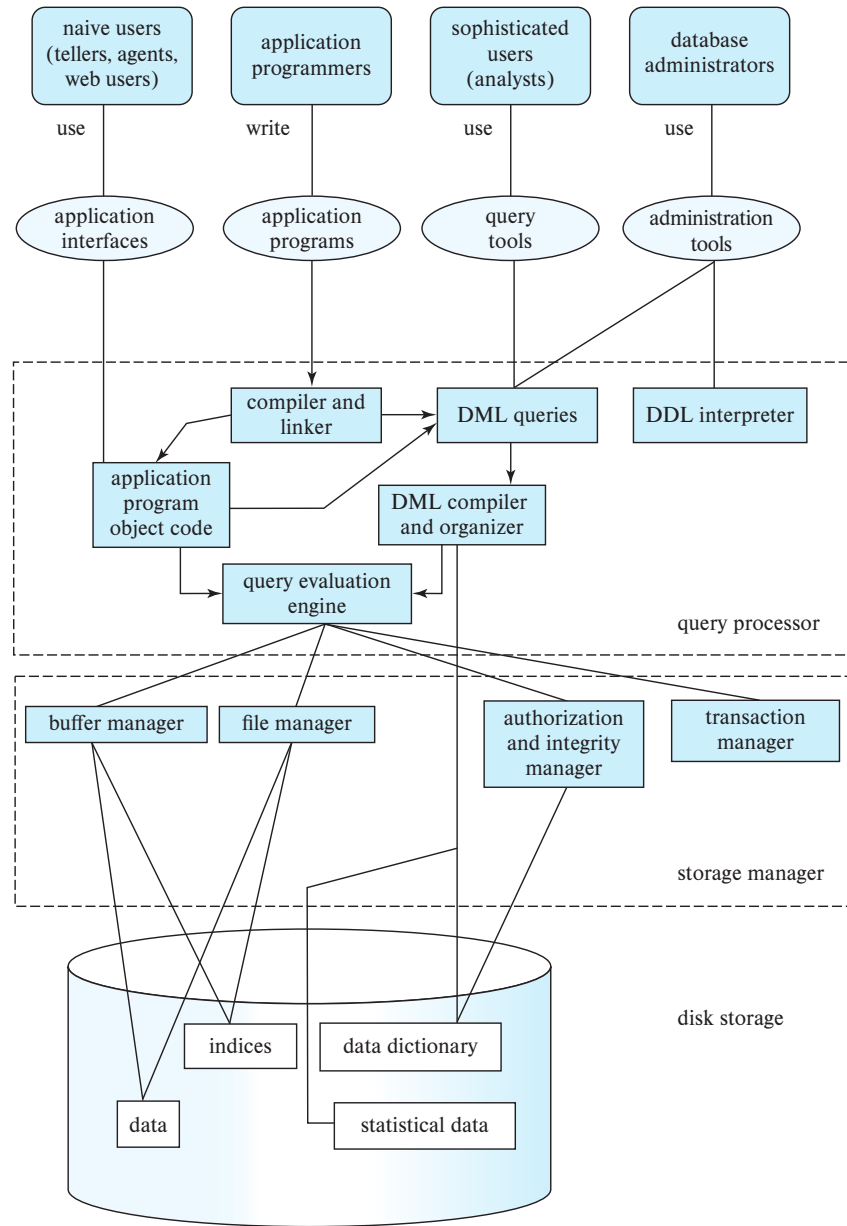 naive users
(tellers, agents,
web users)
application
programmers
sophisticated
users
(analysts)
database
administrators
use
write
use
use
application
interfaces
application
programs
query
tools
administration
tools
compiler and
linker
DML queries
DDL interpreter
application
program
object code
DML compiler
and organizer
query evaluation
engine
query processor
buffer manager
file manager
authorization
and integrity
manager
transaction
manager
storage manager
disk storage
indices
data dictionary
data
statistical data